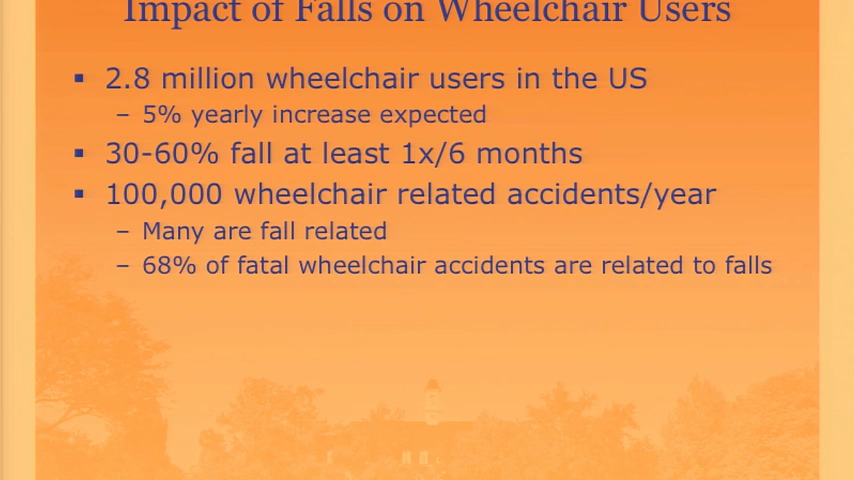 Impact of Falls on Wheelchair Users
▪ 2.8 million wheelchair users in the US
– 5% yearly increase expected
▪ 30-60% fall at least 1x/6 months
▪ 100,000 wheelchair related accidents/year
– Many are fall related
– 68% of fatal wheelchair accidents are related to falls